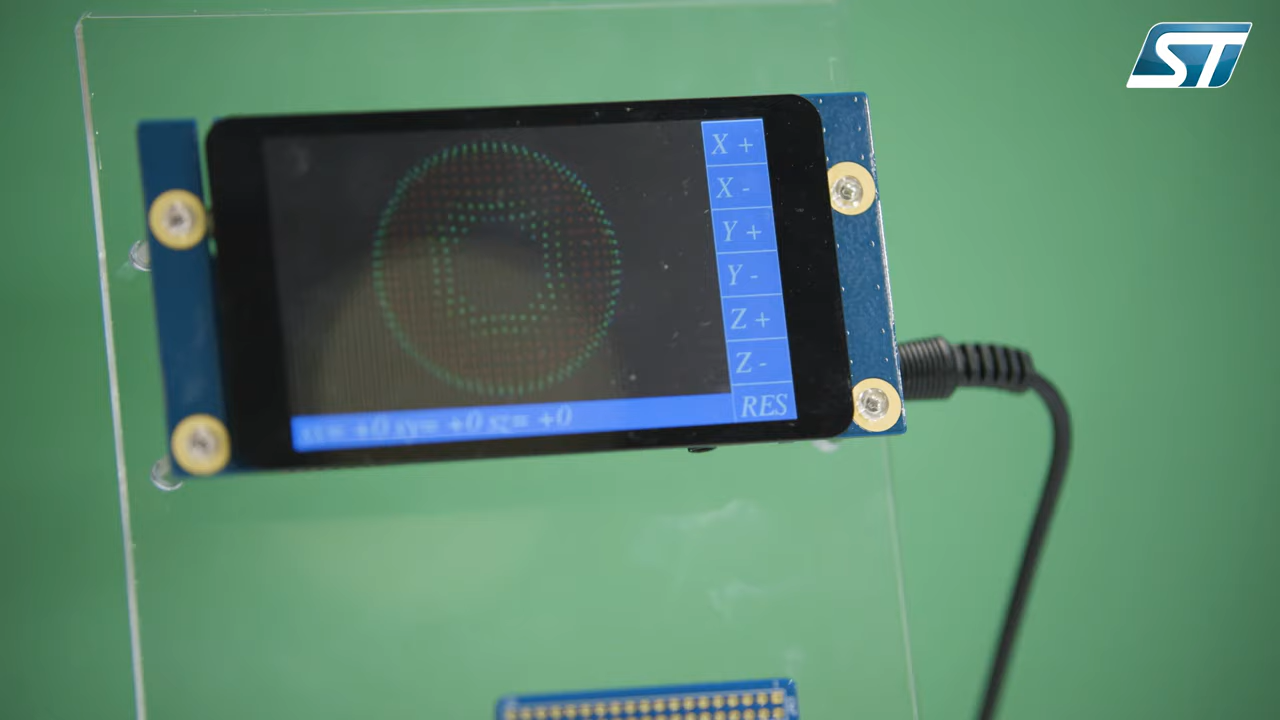 ST
X +
X -
Y +
Y -
Z +
Z -
RES
sx= +0 sy= +0 sz= +0